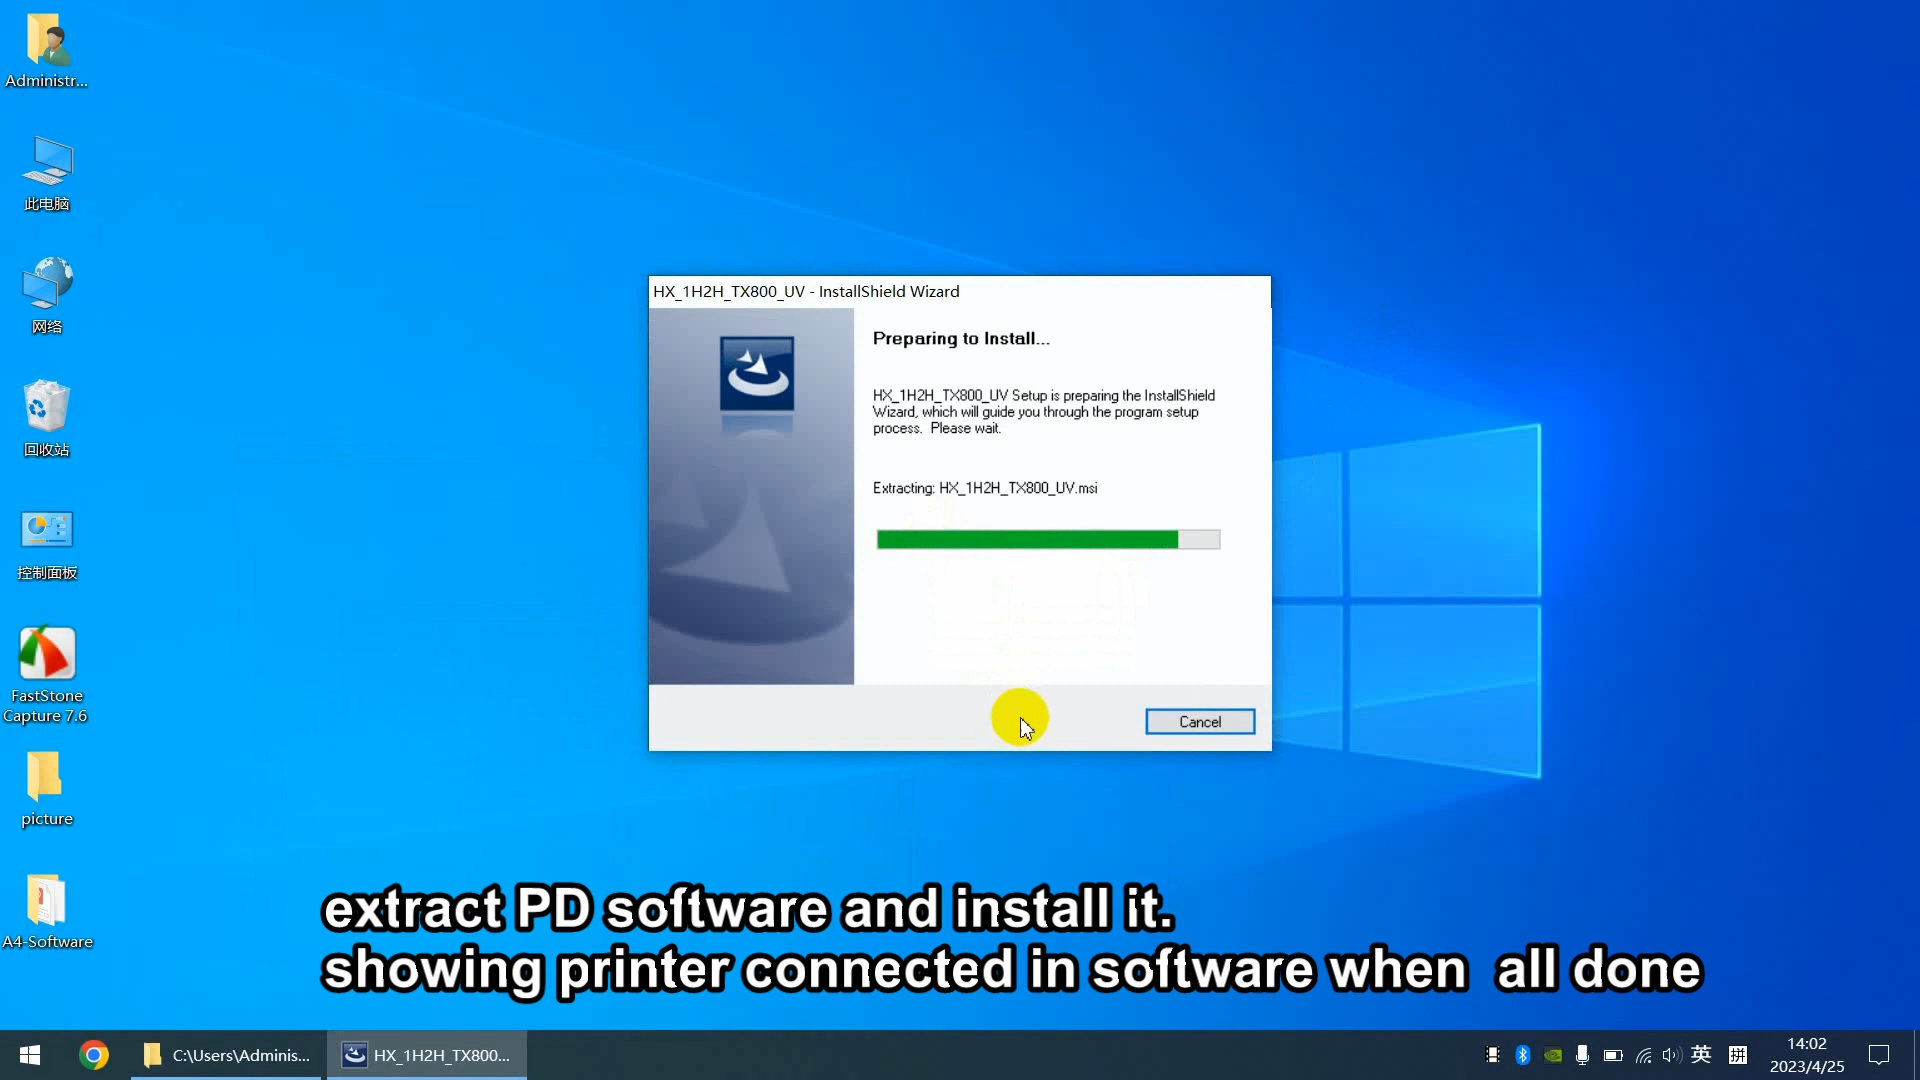 Administr...
此电脑
网络
回收站
控制面板
FastStone
Capture 7.6
picture
A4-Software
HX_1H2H_TX800_UV - InstallShield Wizard
Preparing to Install...
HX_1H2H_TX800_UV Setup is preparing the InstallShield
Wizard, which will guide you through the program setup
process. Please wait.
Extracting: HX_1H2H_TX800_UV.msi
Cancel
extract PD software and install it.
showing printer connected in software when all done
C:\Users\Adminis...
HX_1H2H_TX800...
英
拼
14:02
2023/4/25